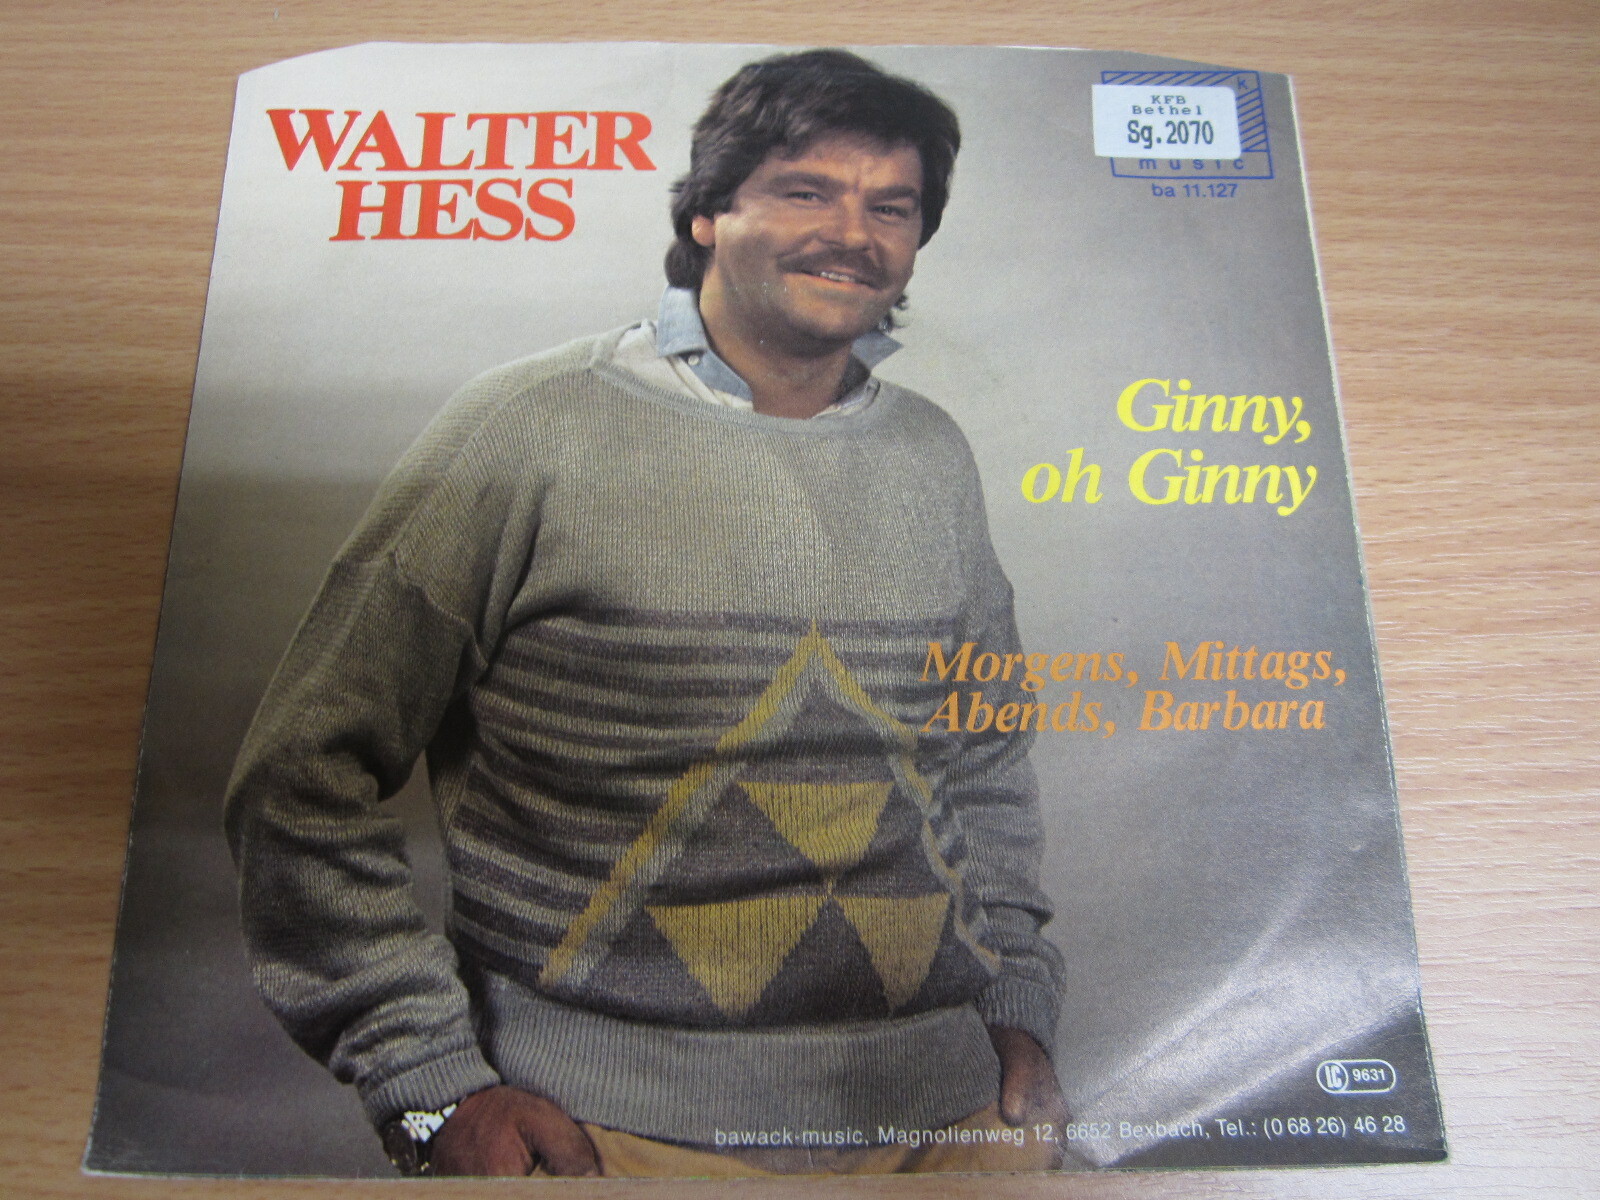 WALTER
HESS
k
KFB
Bethel
Sg.2070
music
ba 11.127
Ginny,
oh Ginny
Morgens, Mittags,
Abends, Barbara
LC 9631
bawack-music, Magnolienweg 12, 6652 Bexbach, Tel.: (0 68 26) 46 28